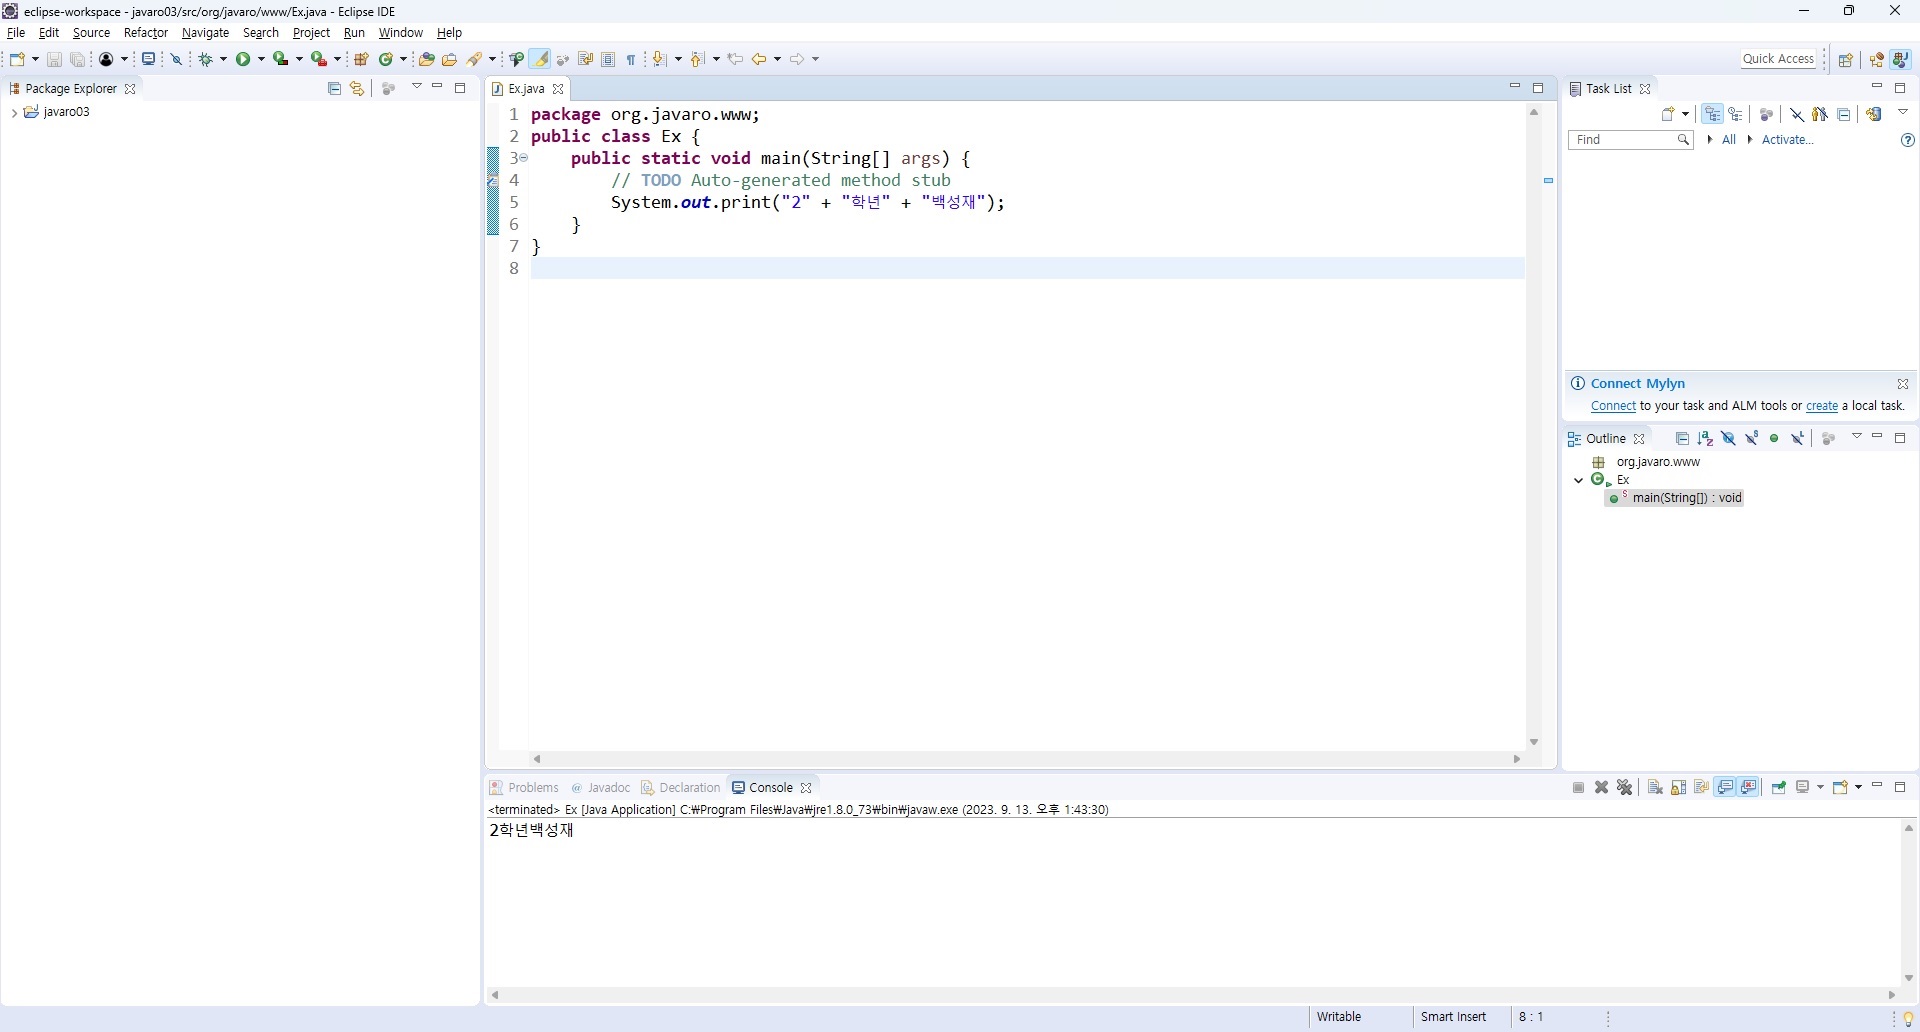 eclipse-workspace - javaro03/src/org/javaro/www/Ex.java - Eclipse IDE
File Edit Source Refactor Navigate Search Project Run Window Help
Quick Access
Package Explorer
javaro03
Ex.java
1 package org.javaro.www;
2 public class Ex {
3 public static void main(String[] args) {
4 // TODO Auto-generated method stub
5 System.out.print("2" + "학년" + "백성재");
6 }
7 }
8
Task List
Find
All
Activate...
Connect Mylyn
Connect to your task and ALM tools or create a local task.
Outline
org.javaro.www
Ex
main(String[]) : void
Problems @ Javadoc Declaration Console
<terminated> Ex [Java Application] C:₩Program Files₩Java₩jre1.8.0_73₩bin₩javaw.exe (2023. 9. 13. 오후 1:43:30)
2학년백성재
Writable Smart Insert 8 : 1